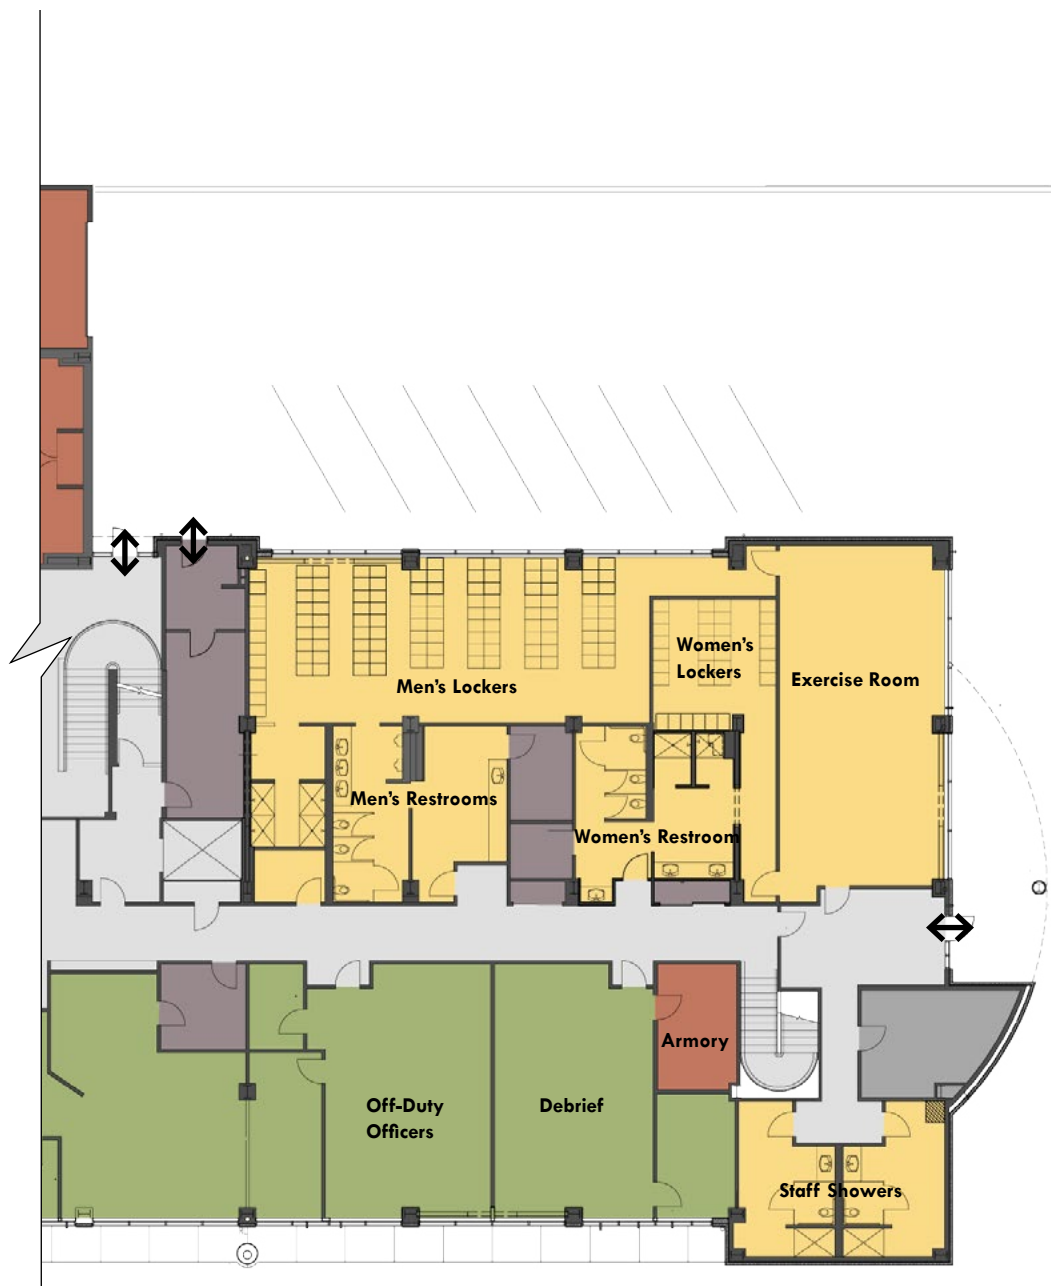 Women's
Lockers
Men's Lockers
Exercise Room
Men's Restrooms
Women's Restroom
Armory
Off-Duty
Officers
Debrief
Staff Showers